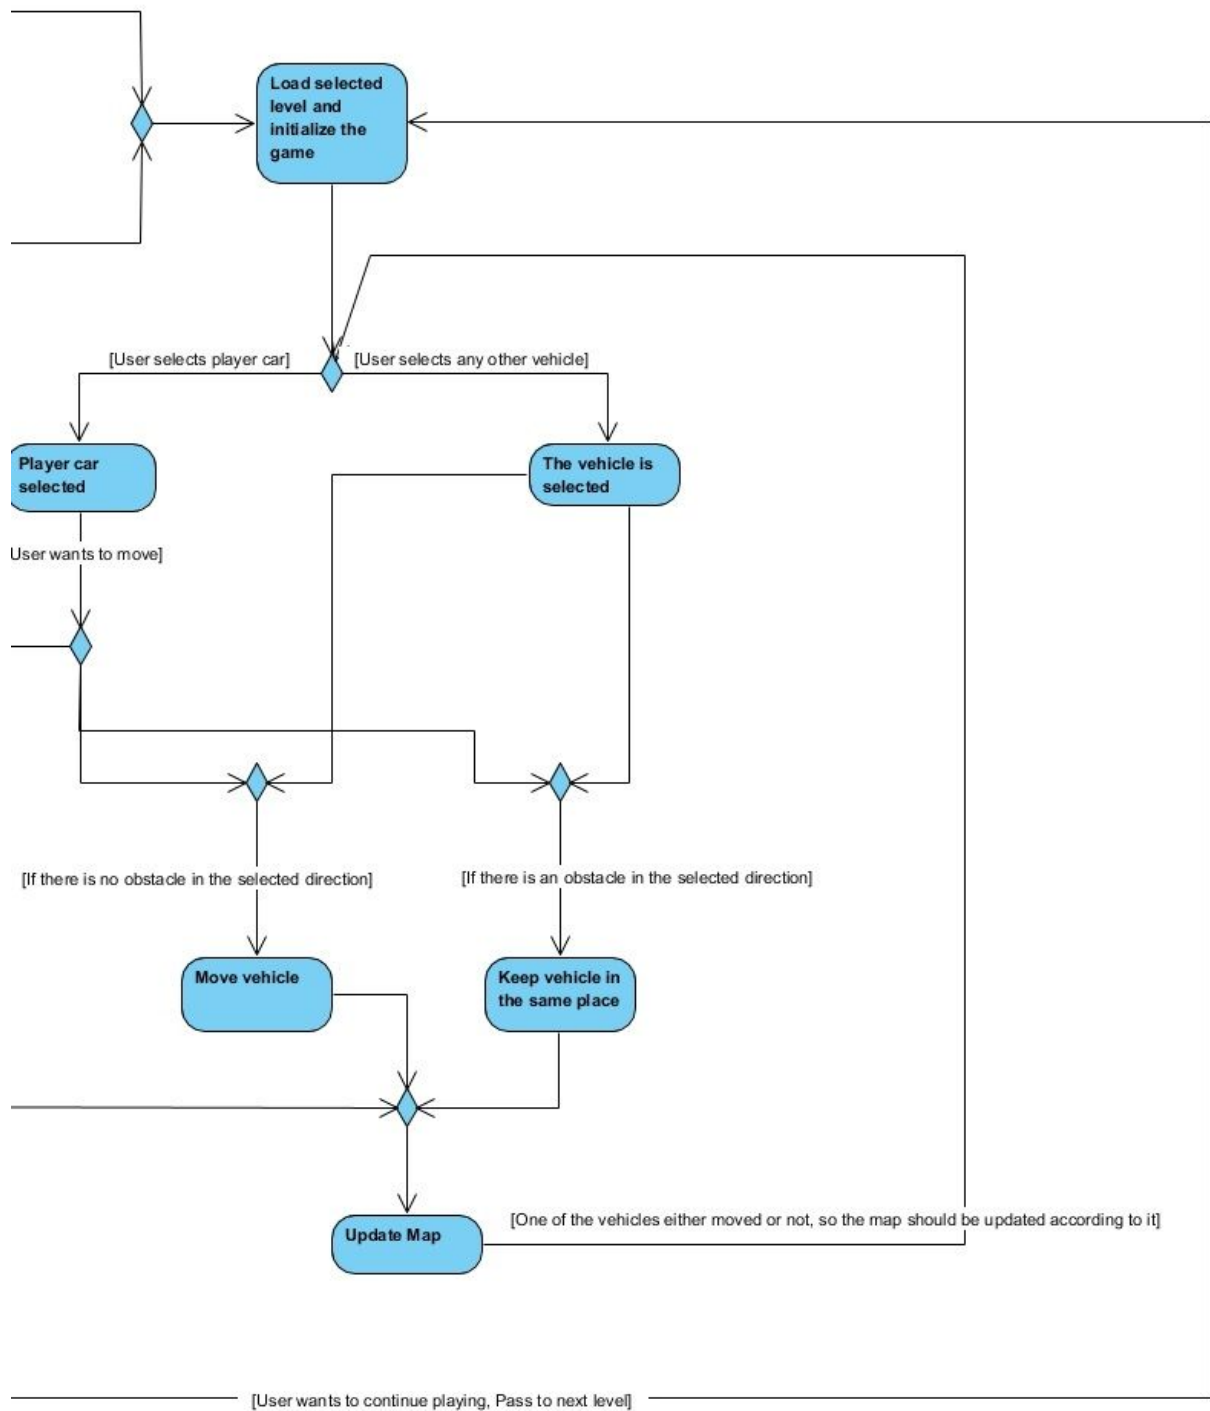 Load selected
level and
initialize the
game
[User selects player car]
[User selects any other vehicle]
Player car
selected
The vehicle is
selected
User wants to move]
[If there is no obstacle in the selected direction]
[If there is an obstacle in the selected direction]
Move vehicle
Keep vehicle in
the same place
[One of the vehicles either moved or not, so the map should be updated according to it]
Update Map
[User wants to continue playing, Pass to next level]